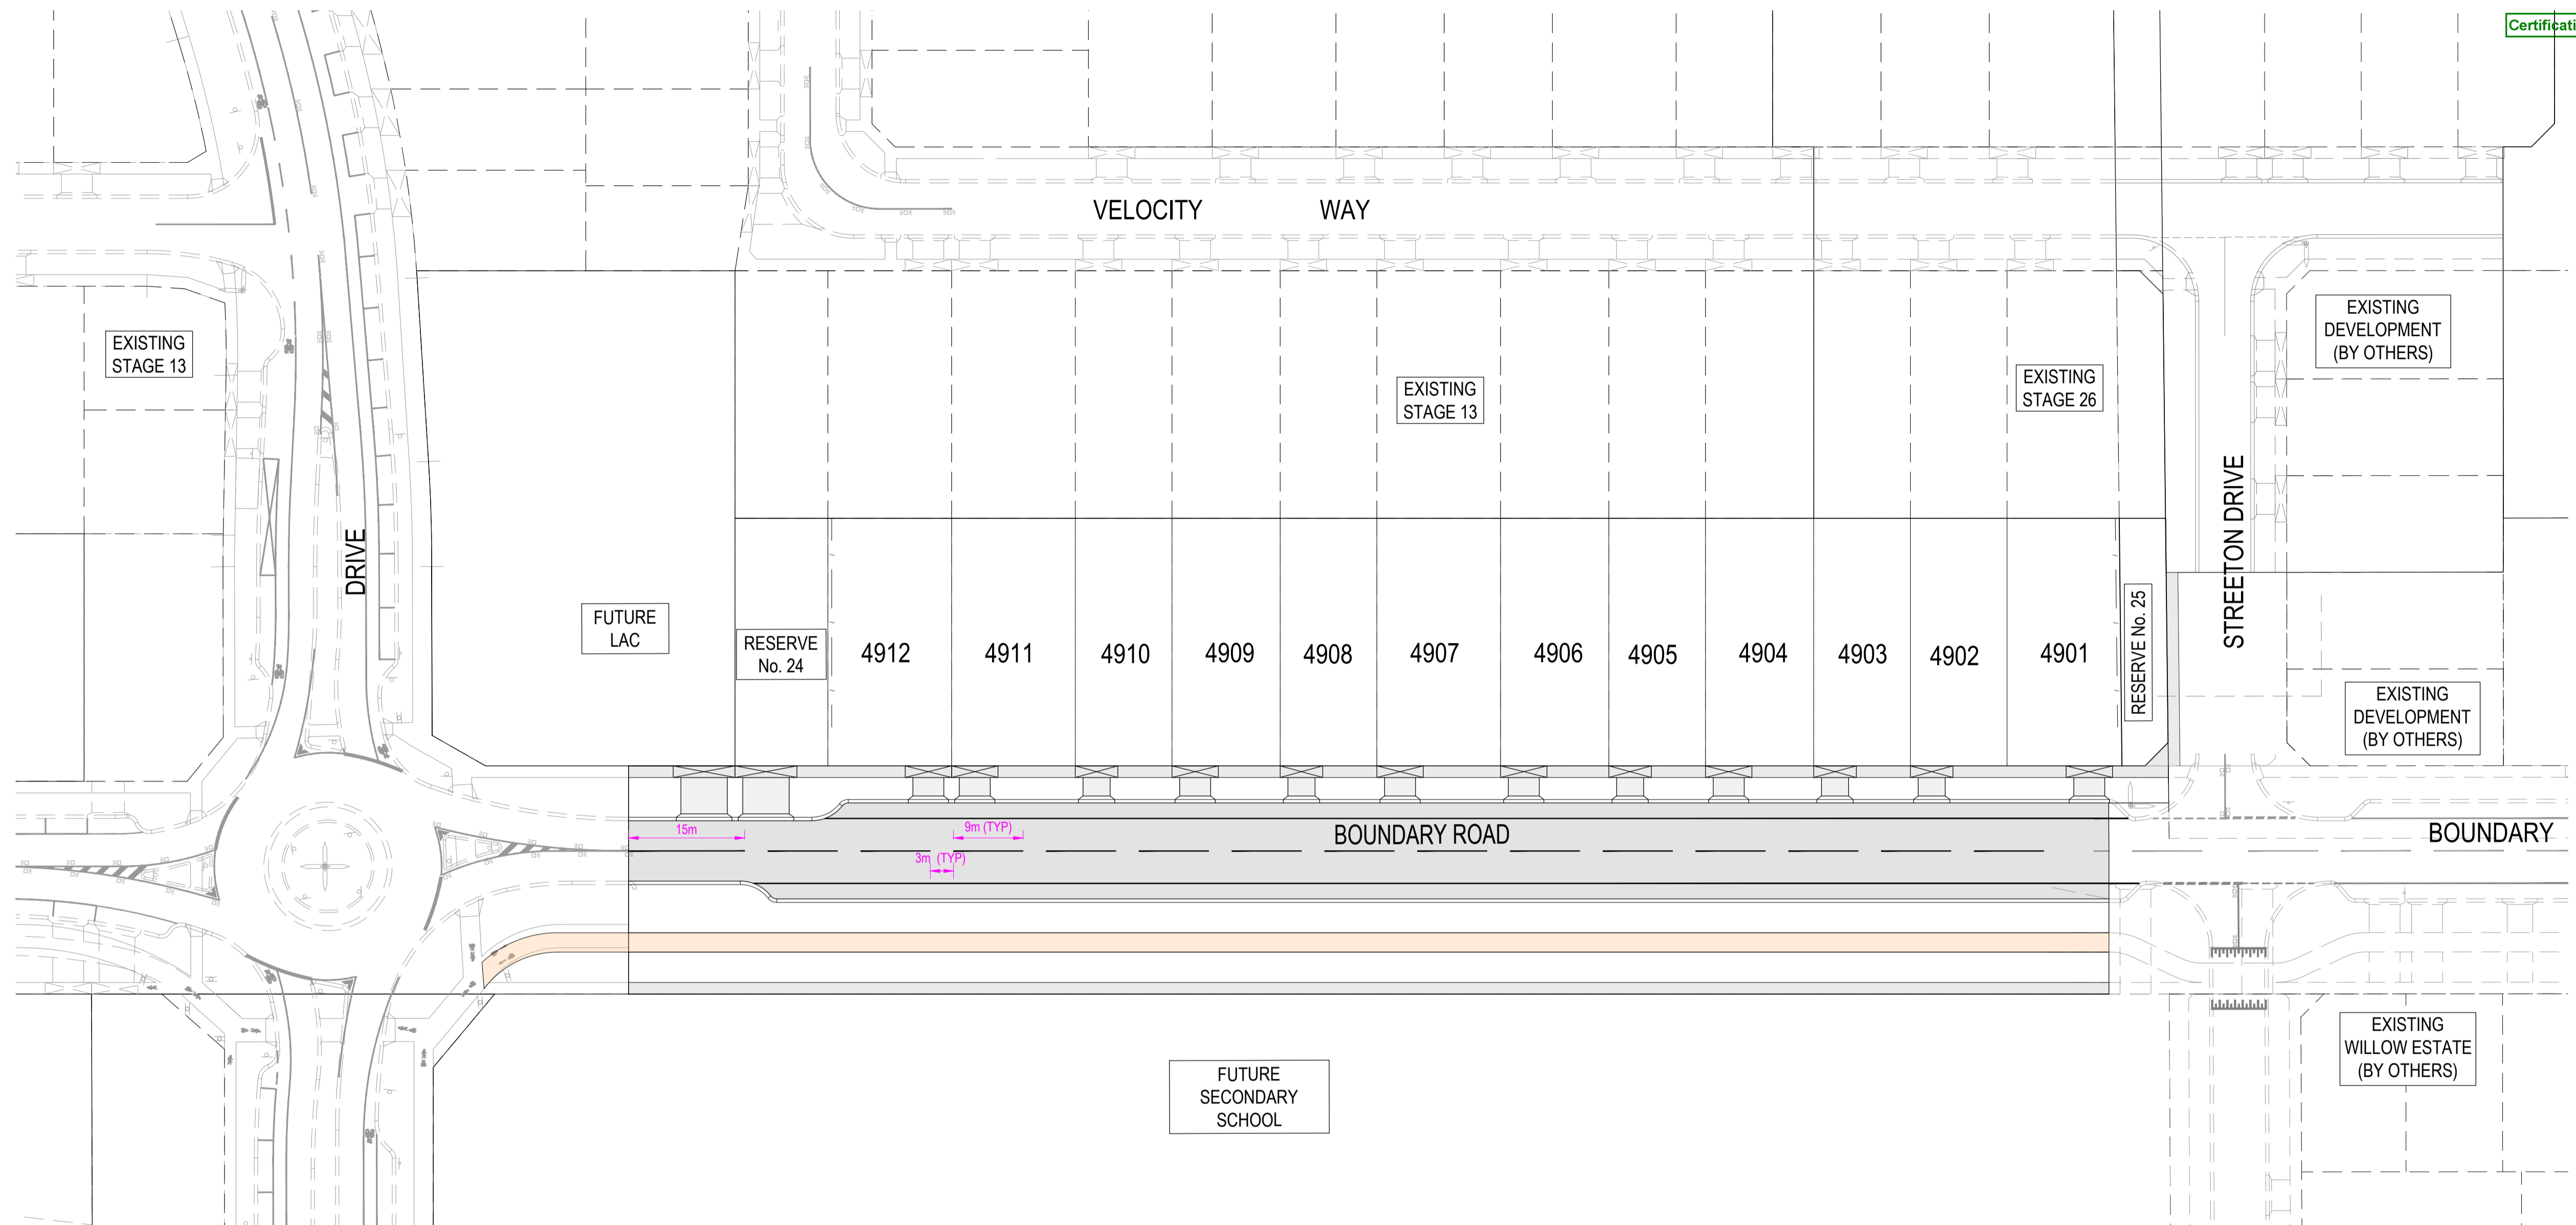 Certificati
VELOCITY WAY
EXISTING
STAGE 13
EXISTING
DEVELOPMENT
(BY OTHERS)
EXISTING
STAGE 13
EXISTING
STAGE 26
DRIVE
STREETON DRIVE
FUTURE
LAC
RESERVE
No. 24
4912
4911
4910
4909
4908
4907
4906
4905
4904
4903
4902
4901
RESERVE No. 25
EXISTING
DEVELOPMENT
(BY OTHERS)
15m
9m (TYP)
3m (TYP)
BOUNDARY ROAD
BOUNDARY
FUTURE
SECONDARY
SCHOOL
EXISTING
WILLOW ESTATE
(BY OTHERS)